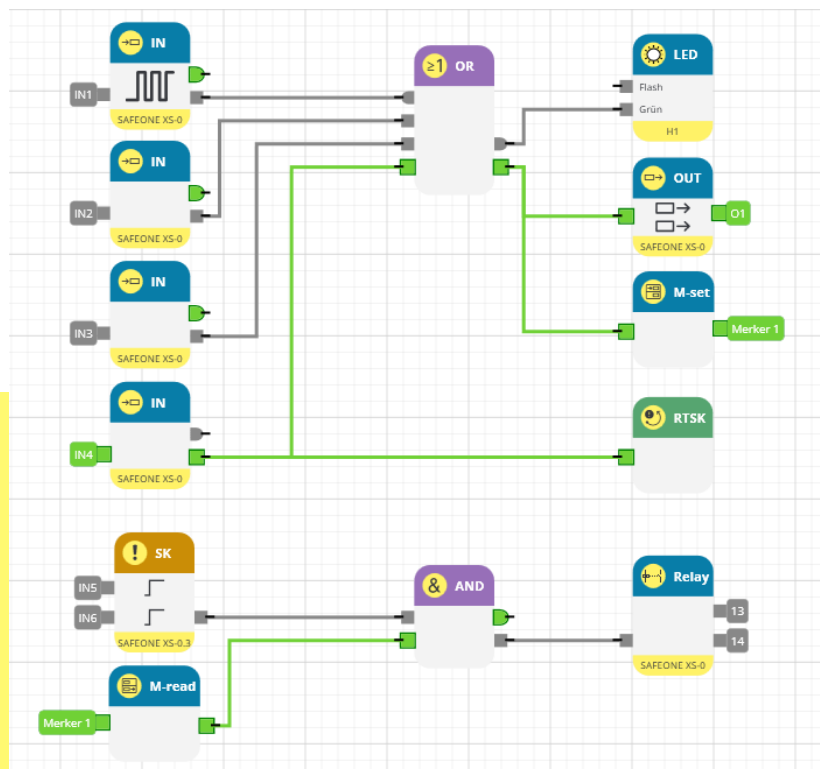 IN
IN1
SAFEONE XS-0
IN
IN2
SAFEONE XS-0
IN
IN3
SAFEONE XS-0
IN
IN4
SAFEONE XS-0
≥1 OR
LED
Flash
Grün
H1
OUT
O1
SAFEONE XS-0
M-set
Merker 1
RTSK
! SK
IN5
IN6
SAFEONE XS-0.3
M-read
Merker 1
& AND
Relay
13
14
SAFEONE XS-0